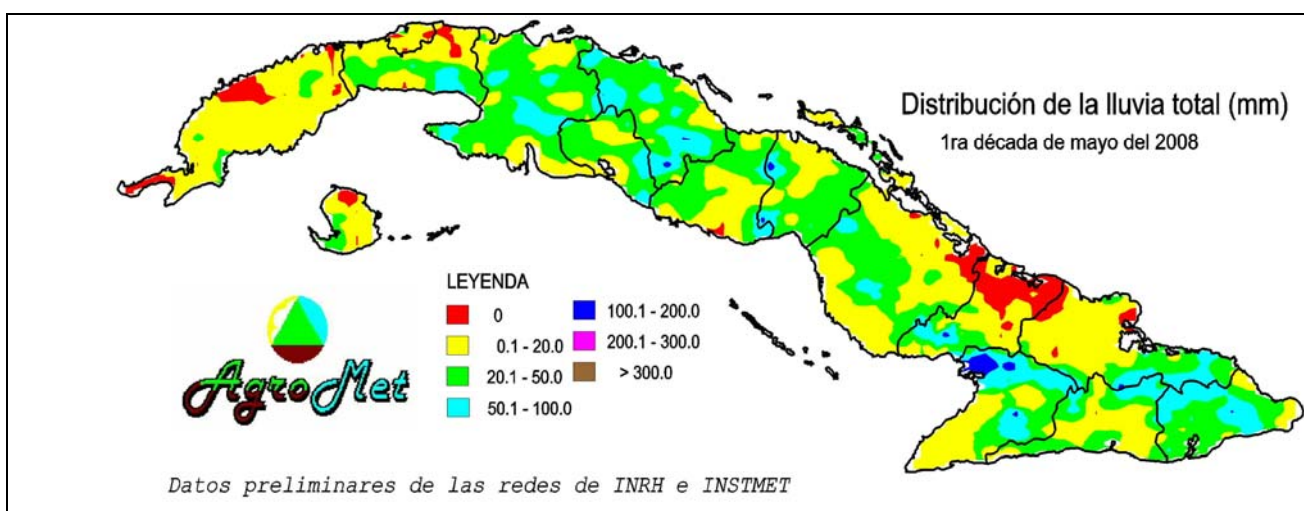 Distribución de la lluvia total (mm)
1ra década de mayo del 2008
LEYENDA
0
0.1 - 20.0
20.1 - 50.0
50.1 - 100.0
100.1 - 200.0
200.1 - 300.0
> 300.0
AgroMet
Datos preliminares de las redes de INRH e INSTMET